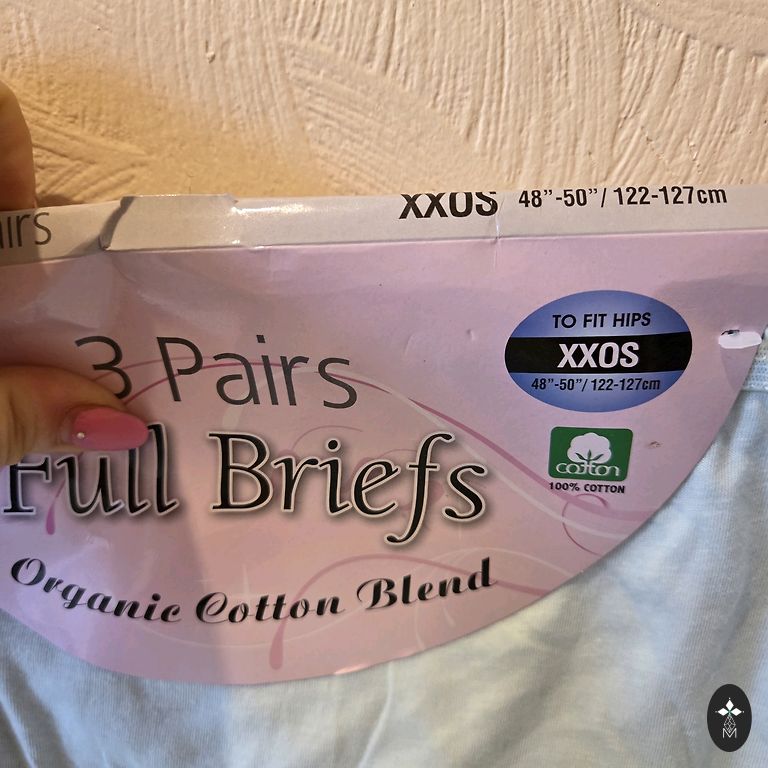 XXOS 48"-50"/ 122-127cm
3 Pairs
Full Briefs
Organic Cotton Blend
TO FIT HIPS
XXOS
48"-50"/ 122-127cm
cotton
100% COTTON
M